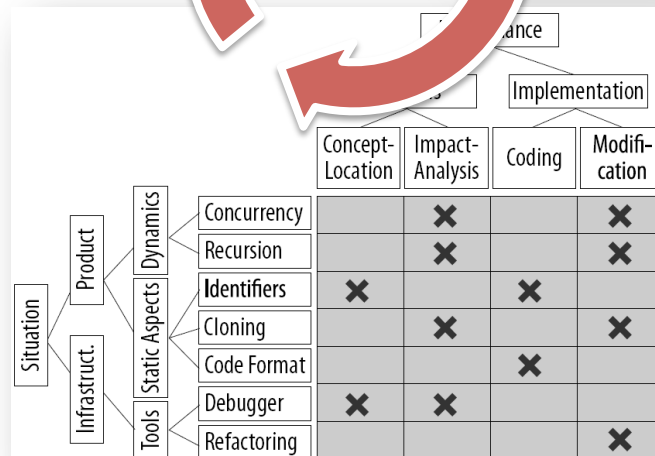 Implementation
Concept-
Location
Impact-
Analysis
Coding
Modifi-
cation
Situation
Product
Infrastruct.
Dynamics
Static Aspects
Tools
Concurrency
Recursion
Identifiers
Cloning
Code Format
Debugger
Refactoring